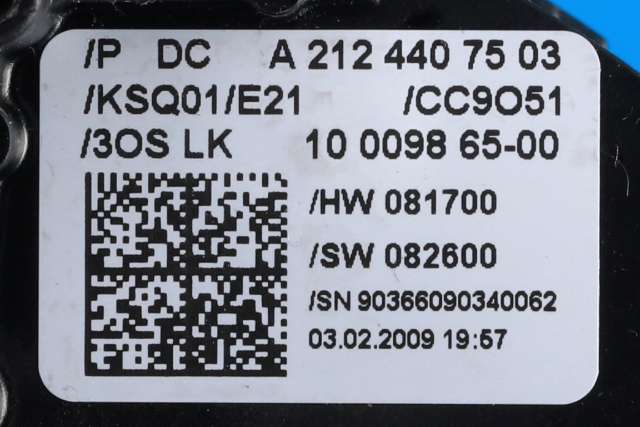 /P DC A 212 440 75 03
/KSQ01/E21 /CC9O51
/3OS LK 10 0098 65-00
/HW 081700
/SW 082600
/SN 90366090340062
03.02.2009 19:57